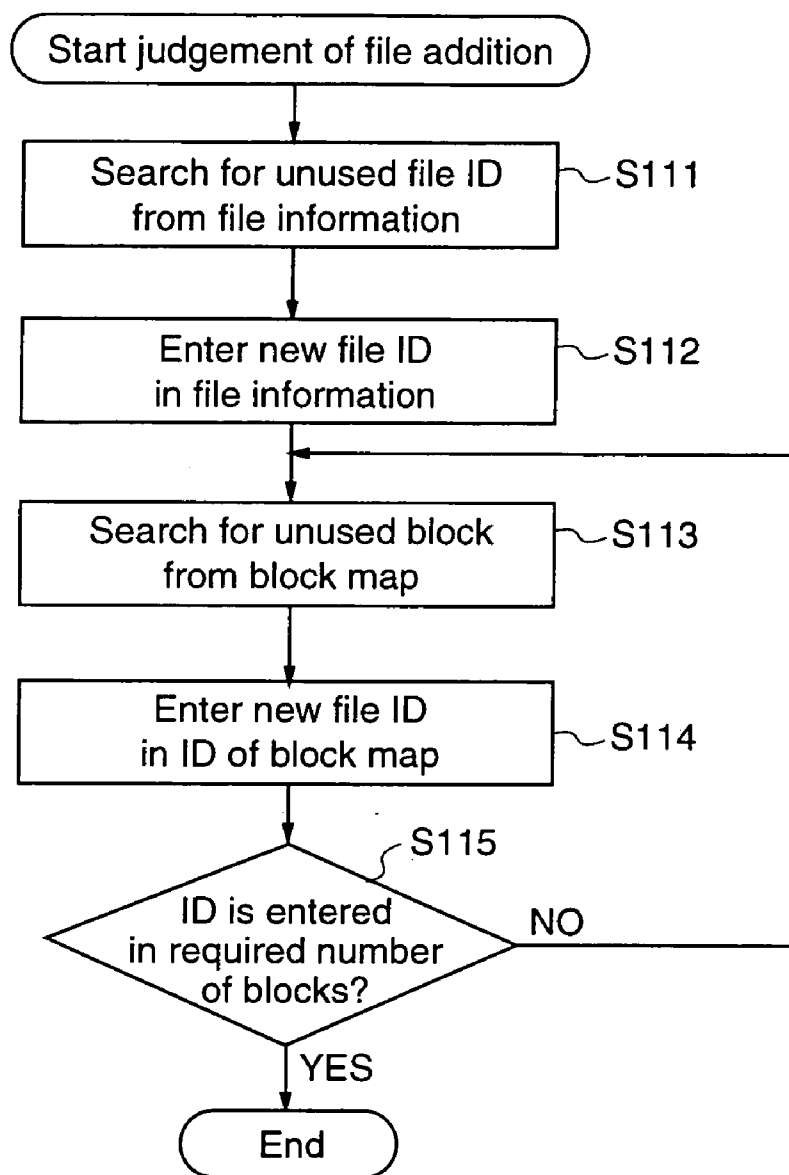 Start judgement of file addition
Search for unused file ID
from file information
S111
Enter new file ID
in file information
S112
Search for unused block
from block map
S113
Enter new file ID
in ID of block map
S114
S115
ID is entered
in required number
of blocks?
NO
YES
End